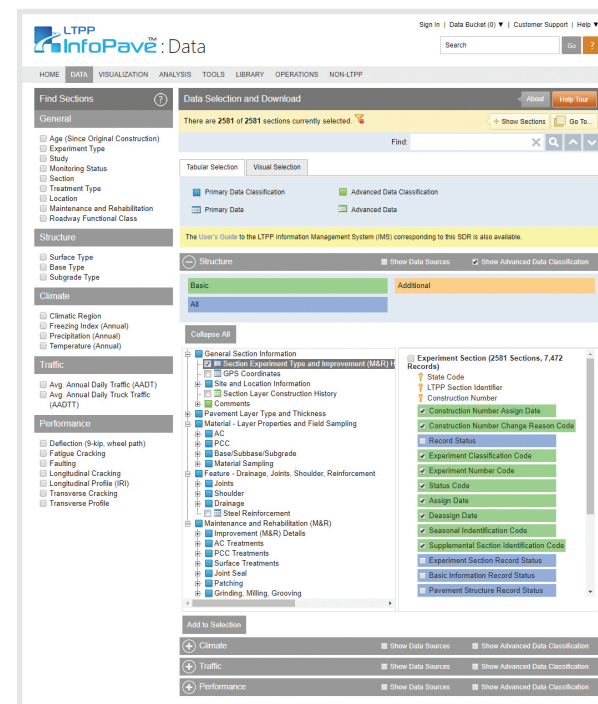 LTPP
InfoPave™ : Data
Sign In | Data Bucket (0) ▼ | Customer Support | Help ▼
Search
Go
?
HOME DATA VISUALIZATION ANALYSIS TOOLS LIBRARY OPERATIONS NON-LTPP
Find Sections ?
General
Age (Since Original Construction)
Experiment Type
Study
Monitoring Status
Section
Treatment Type
Location
Maintenance and Rehabilitation
Roadway Functional Class
Structure
Surface Type
Base Type
Subgrade Type
Climate
Climatic Region
Freezing Index (Annual)
Precipitation (Annual)
Temperature (Annual)
Traffic
Avg. Annual Daily Traffic (AADT)
Avg. Annual Daily Truck Traffic
(AADTT)
Performance
Deflection (9-kip, wheel path)
Fatigue Cracking
Faulting
Longitudinal Cracking
Longitudinal Profile (IRI)
Transverse Cracking
Transverse Profile
Data Selection and Download
About
Help Tour
There are 2581 of 2581 sections currently selected.
+ Show Sections
Go To...
Find:
Tabular Selection
Visual Selection
Primary Data Classification
Advanced Data Classification
Primary Data
Advanced Data
The User's Guide to the LTPP Information Management System (IMS) corresponding to this SDR is also available.
Structure
Show Data Sources
Show Advanced Data Classification
Basic
Additional
All
Collapse All
General Section Information
Section Experiment Type and Improvement (M&R) H
GPS Coordinates
Site and Location Information
Section Layer Construction History
Comments
Pavement Layer Type and Thickness
Material - Layer Properties and Field Sampling
AC
PCC
Base/Subbase/Subgrade
Material Sampling
Feature - Drainage, Joints, Shoulder, Reinforcement
Joints
Shoulder
Drainage
Steel Reinforcement
Maintenance and Rehabilitation (M&R)
Improvement (M&R) Details
AC Treatments
PCC Treatments
Surface Treatments
Joint Seal
Patching
Grinding, Milling, Grooving
Experiment Section (2581 Sections, 7,472
Records)
State Code
LTPP Section Identifier
Construction Number
Construction Number Assign Date
Construction Number Change Reason Code
Record Status
Experiment Classification Code
Experiment Number Code
Status Code
Assign Date
Deassign Date
Seasonal Indentification Code
Supplemental Section Identification Code
Experiment Section Record Status
Basic Information Record Status
Pavement Structure Record Status
Add to Selection
Climate
Show Data Sources
Show Advanced Data Classification
Traffic
Show Data Sources
Show Advanced Data Classification
Performance
Show Data Sources
Show Advanced Data Classification